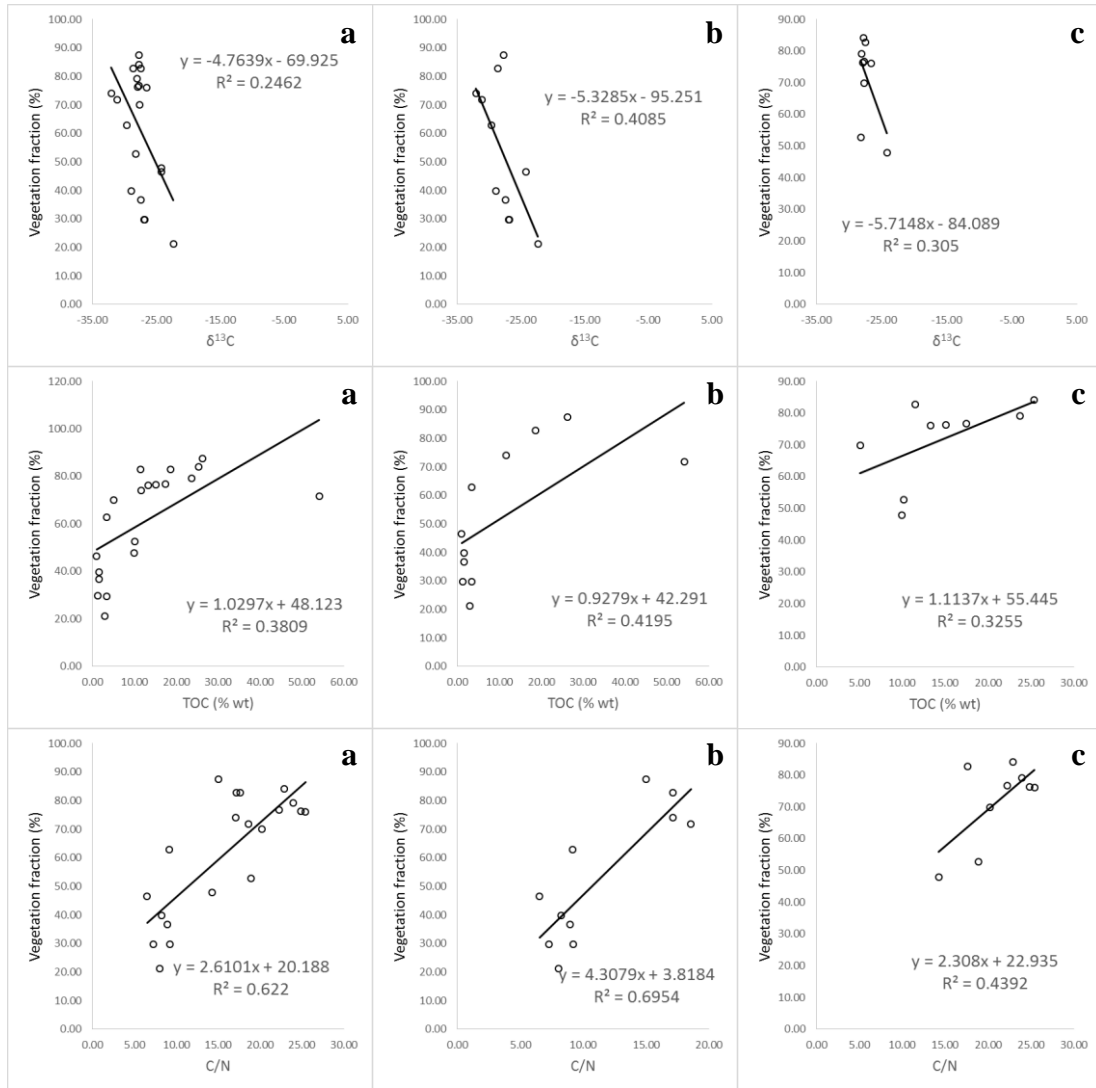 a
100.00
90.00
80.00
70.00
60.00
50.00
40.00
30.00
20.00
10.00
0.00
Vegetation fraction (%)
y = -4.7639x - 69.925
R² = 0.2462
-35.00 -25.00 -15.00 -5.00 5.00
δ¹³C
b
100.00
90.00
80.00
70.00
60.00
50.00
40.00
30.00
20.00
10.00
0.00
Vegetation fraction (%)
y = -5.3285x - 95.251
R² = 0.4085
-35.00 -25.00 -15.00 -5.00 5.00
δ¹³C
c
90.00
80.00
70.00
60.00
50.00
40.00
30.00
20.00
10.00
0.00
Vegetation fraction (%)
y = -5.7148x - 84.089
R² = 0.305
-35.00 -25.00 -15.00 -5.00 5.00
δ¹³C
a
120.00
100.00
80.00
60.00
40.00
20.00
0.00
Vegetation fraction (%)
y = 1.0297x + 48.123
R² = 0.3809
0.00 10.00 20.00 30.00 40.00 50.00 60.00
TOC (% wt)
b
100.00
90.00
80.00
70.00
60.00
50.00
40.00
30.00
20.00
10.00
0.00
Vegetation fraction (%)
y = 0.9279x + 42.291
R² = 0.4195
0.00 10.00 20.00 30.00 40.00 50.00 60.00
TOC (% wt)
c
90.00
80.00
70.00
60.00
50.00
40.00
30.00
20.00
10.00
0.00
Vegetation fraction (%)
y = 1.1137x + 55.445
R² = 0.3255
0.00 5.00 10.00 15.00 20.00 25.00 30.00
TOC (% wt)
a
100.00
90.00
80.00
70.00
60.00
50.00
40.00
30.00
20.00
10.00
0.00
Vegetation fraction (%)
y = 2.6101x + 20.188
R² = 0.622
0.00 5.00 10.00 15.00 20.00 25.00 30.00
C/N
b
100.00
90.00
80.00
70.00
60.00
50.00
40.00
30.00
20.00
10.00
0.00
Vegetation fraction (%)
y = 4.3079x + 3.8184
R² = 0.6954
0.00 5.00 10.00 15.00 20.00
C/N
c
90.00
80.00
70.00
60.00
50.00
40.00
30.00
20.00
10.00
0.00
Vegetation fraction (%)
y = 2.308x + 22.935
R² = 0.4392
0.00 5.00 10.00 15.00 20.00 25.00 30.00
C/N